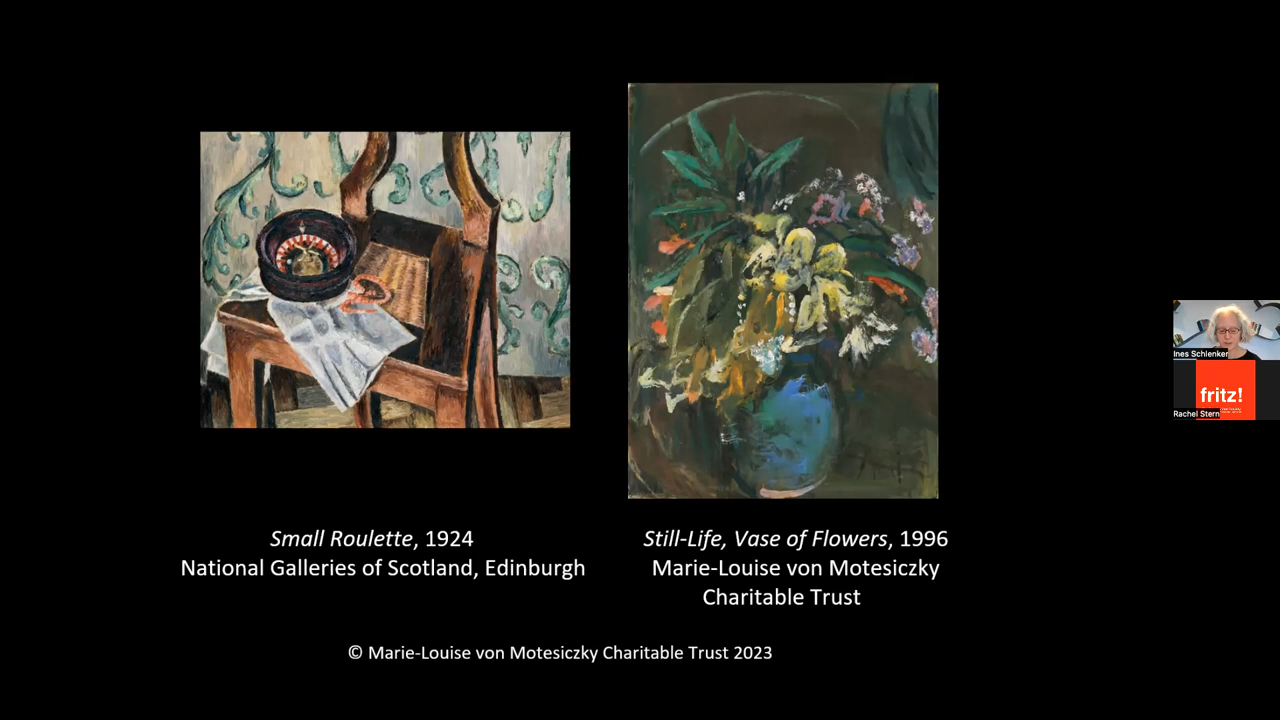 Small Roulette, 1924
National Galleries of Scotland, Edinburgh
Still-Life, Vase of Flowers, 1996
Marie-Louise von Motesiczky
Charitable Trust
© Marie-Louise von Motesiczky Charitable Trust 2023
Ines Schlenker
fritz!
Rachel Stern